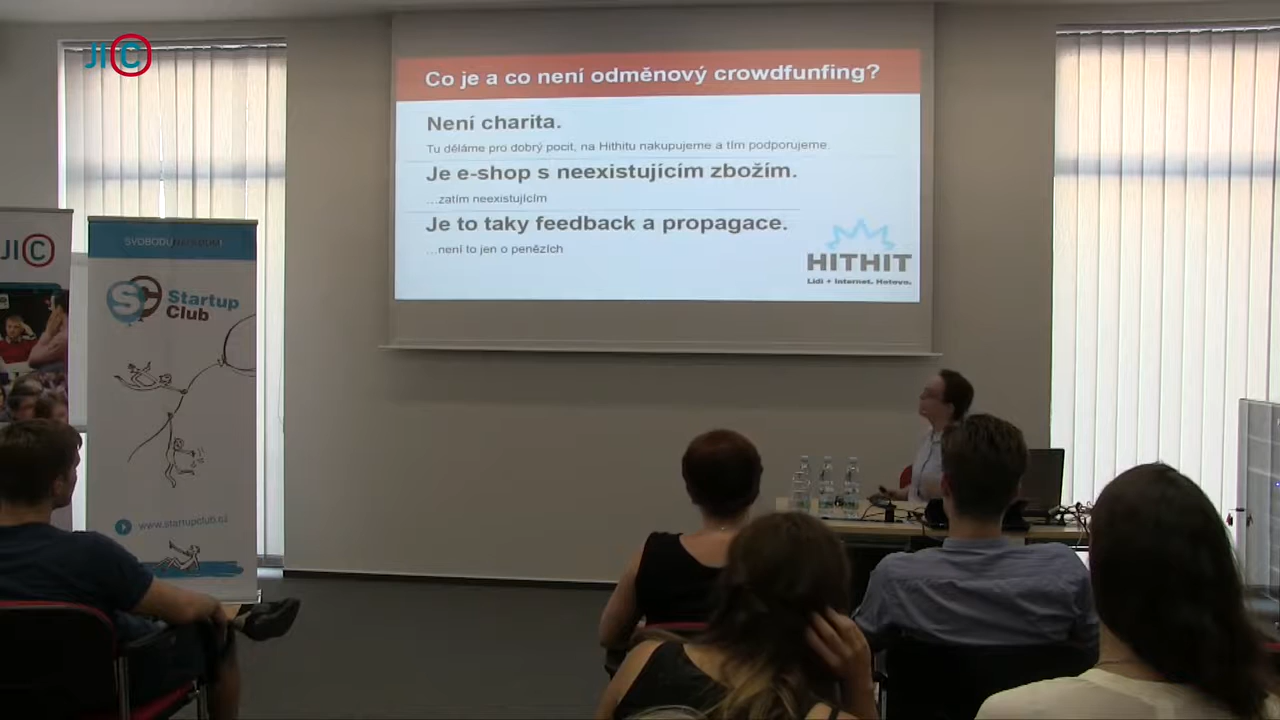 JIC
Co je a co není odměnový crowdfunfing?
Není charita.
Tu děláme pro dobrý pocit, na Hithitu nakupujeme a tím podporujeme
Je e-shop s neexistujícím zbožím.
...zatím neexistujícím
Je to taky feedback a propagace.
...není to jen o penězích
HITHIT
Lidi + Internet. Hotovo.
JIC
SC Startup
Club
www.startupclub.cz